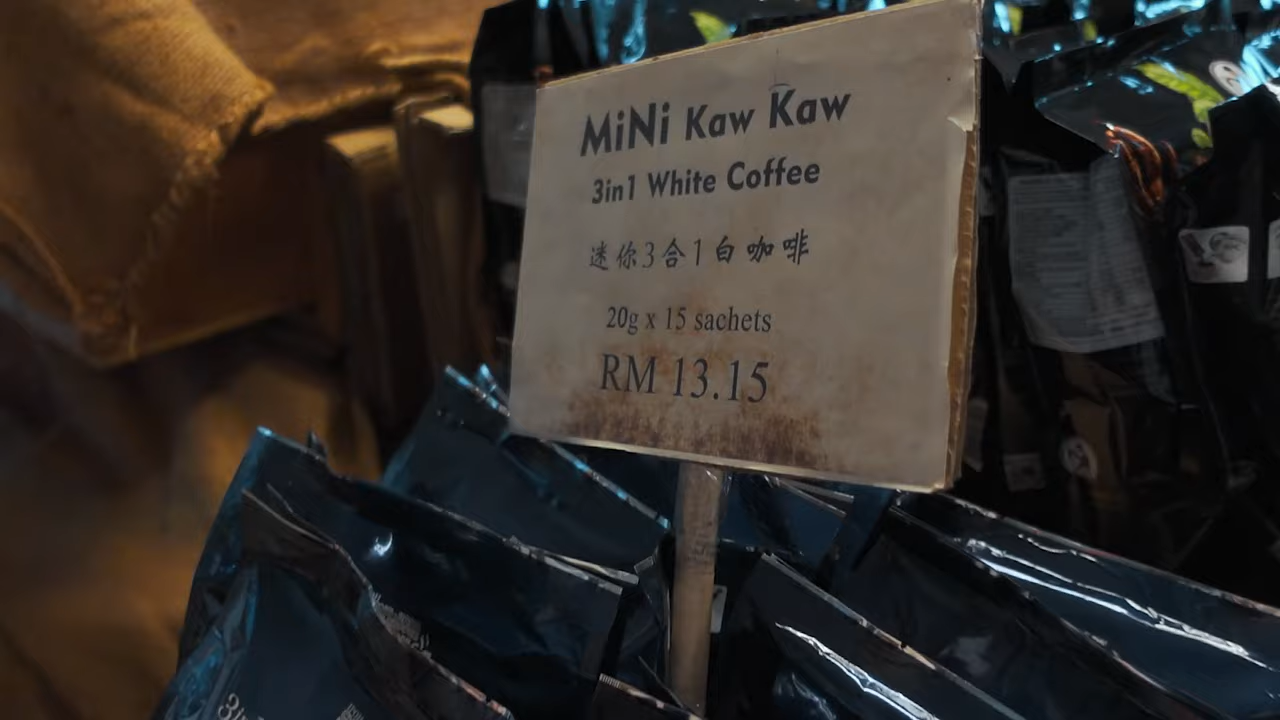 MiNi Kaw Kaw
3in1 White Coffee
迷你3合1白咖啡
20g x 15 sachets
RM 13.15